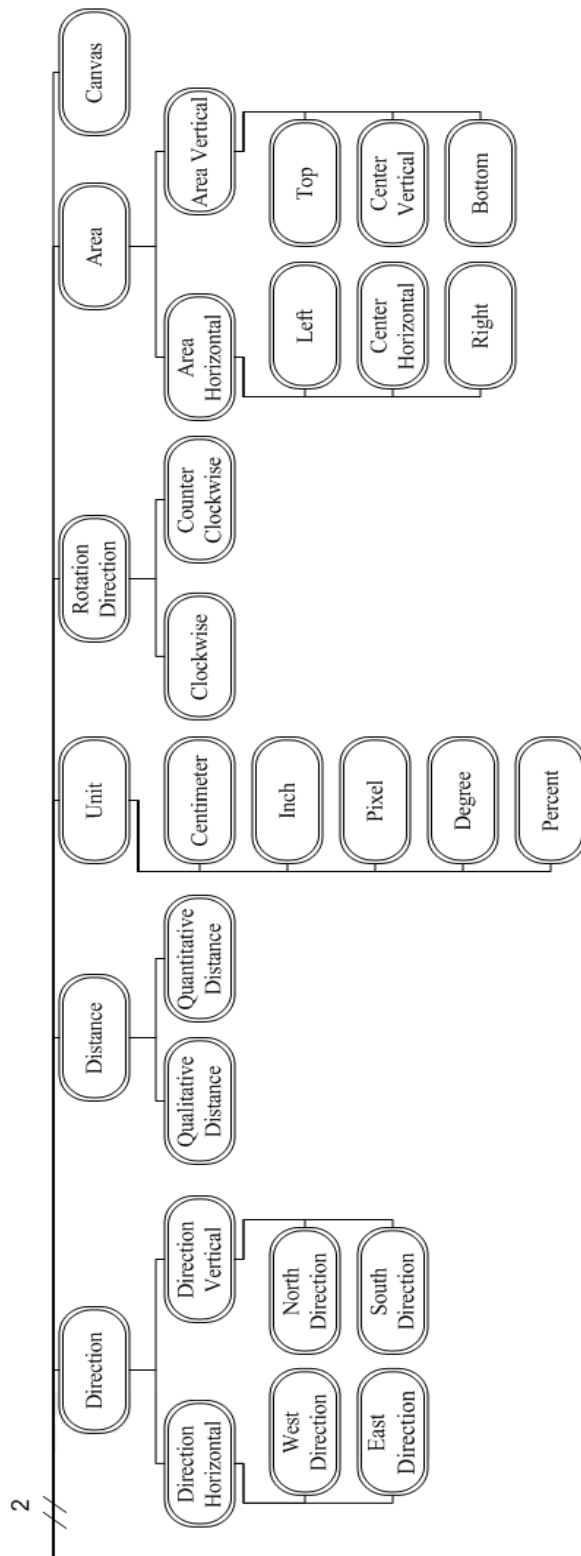 2
Direction
Distance
Unit
Rotation
Direction
Area
Canvas
Direction
Horizontal
Direction
Vertical
Qualitative
Distance
Quantitative
Distance
Centimeter
Clockwise
Counter
Clockwise
Area
Horizontal
Area Vertical
West
Direction
North
Direction
Inch
Left
Top
East
Direction
South
Direction
Pixel
Center
Horizontal
Center
Vertical
Degree
Right
Bottom
Percent